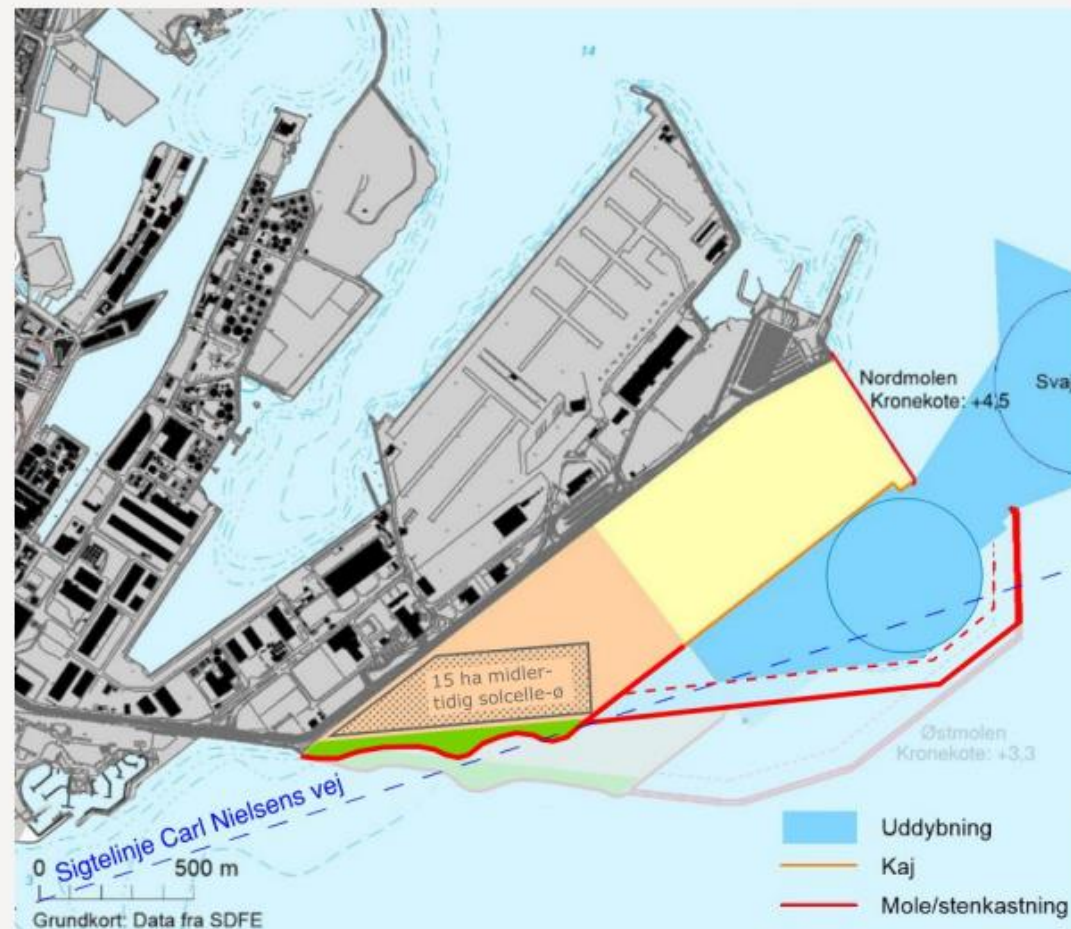 14
Nordmolen
Kronekote: +4,5
Svaj
15 ha midler-
tidig solcelle-ø
Østmolen
Kronekote: +3,3
Sigtelinje Carl Nielsens vej
0 500 m
3
Grundkort: Data fra SDFE
Uddybning
Kaj
Mole/stenkastning